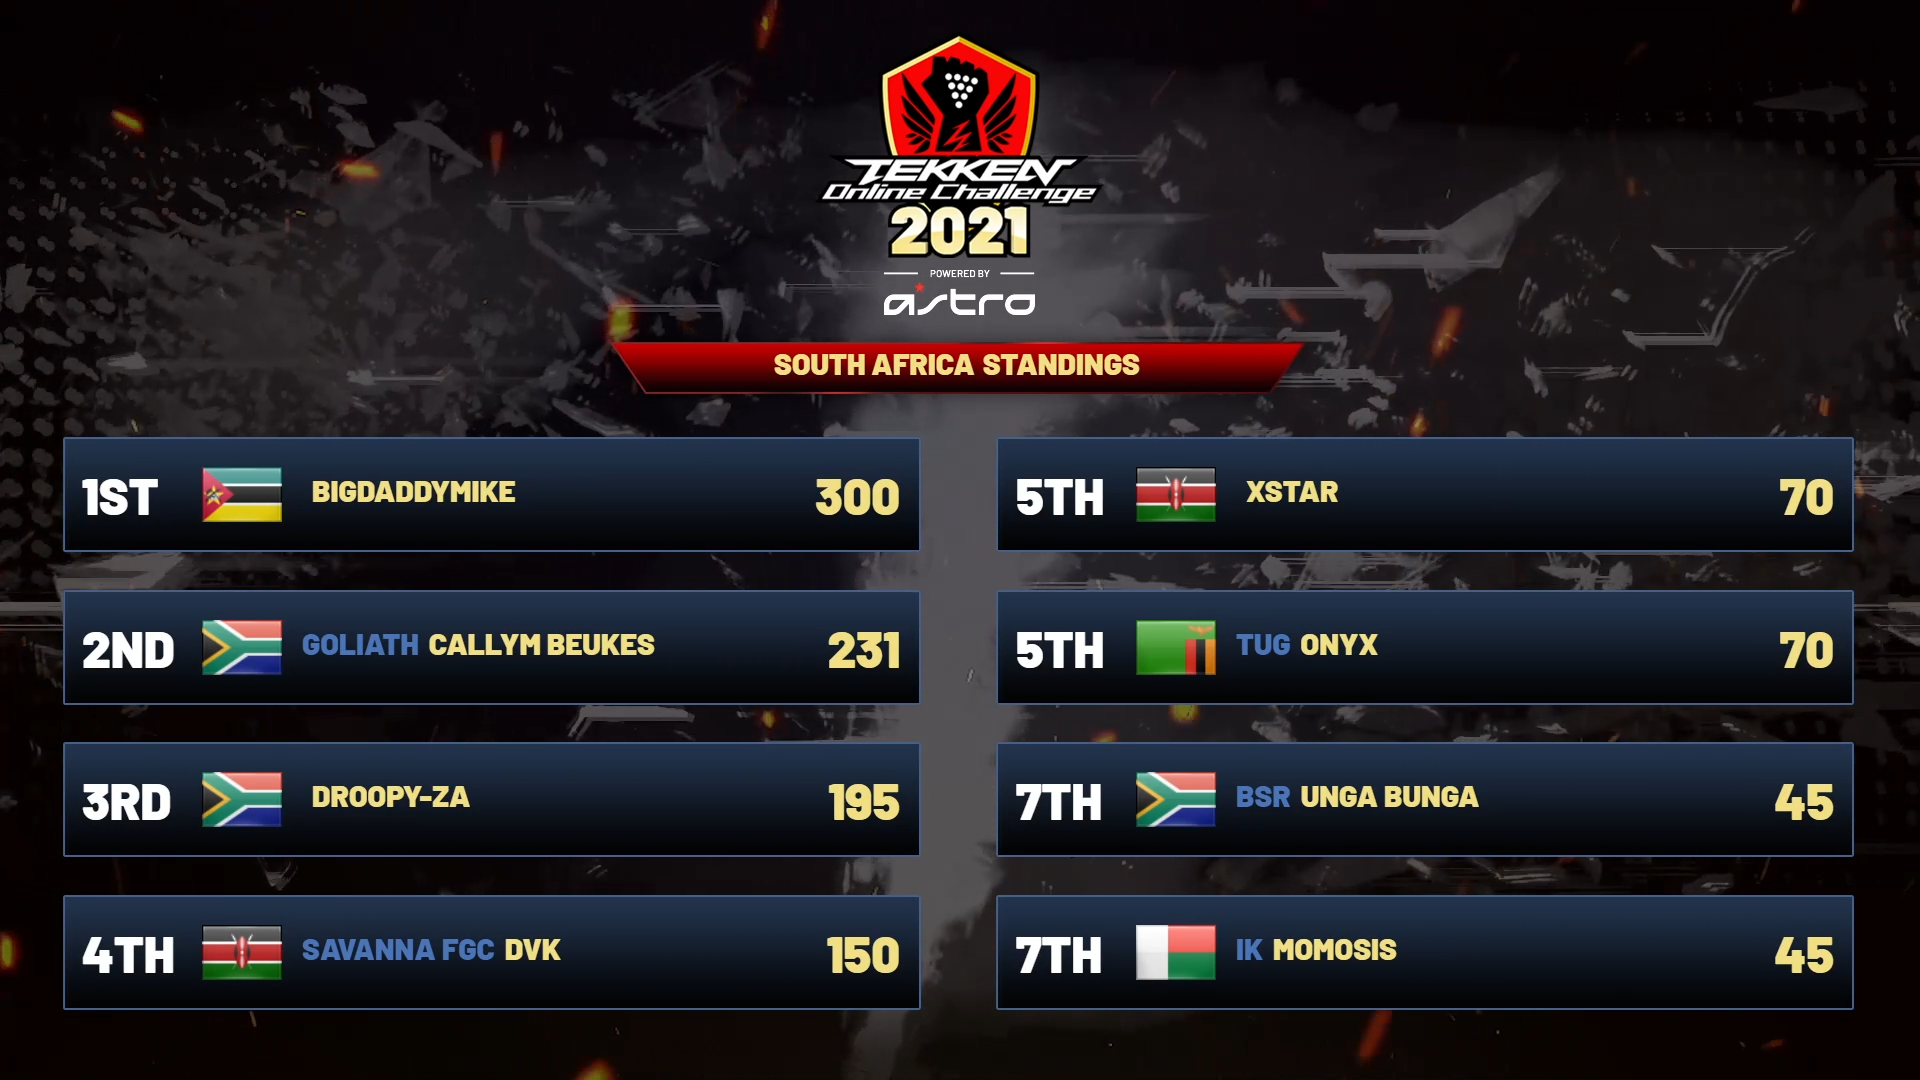 TEKKEN
Online Challenge
2021
POWERED BY
astro
SOUTH AFRICA STANDINGS
1ST BIGDADDYMIKE 300
2ND GOLIATH CALLYM BEUKES 231
3RD DROOPY-ZA 195
4TH SAVANNA FGC DVK 150
5TH XSTAR 70
5TH TUG ONYX 70
7TH BSR UNGA BUNGA 45
7TH IK MOMOSIS 45